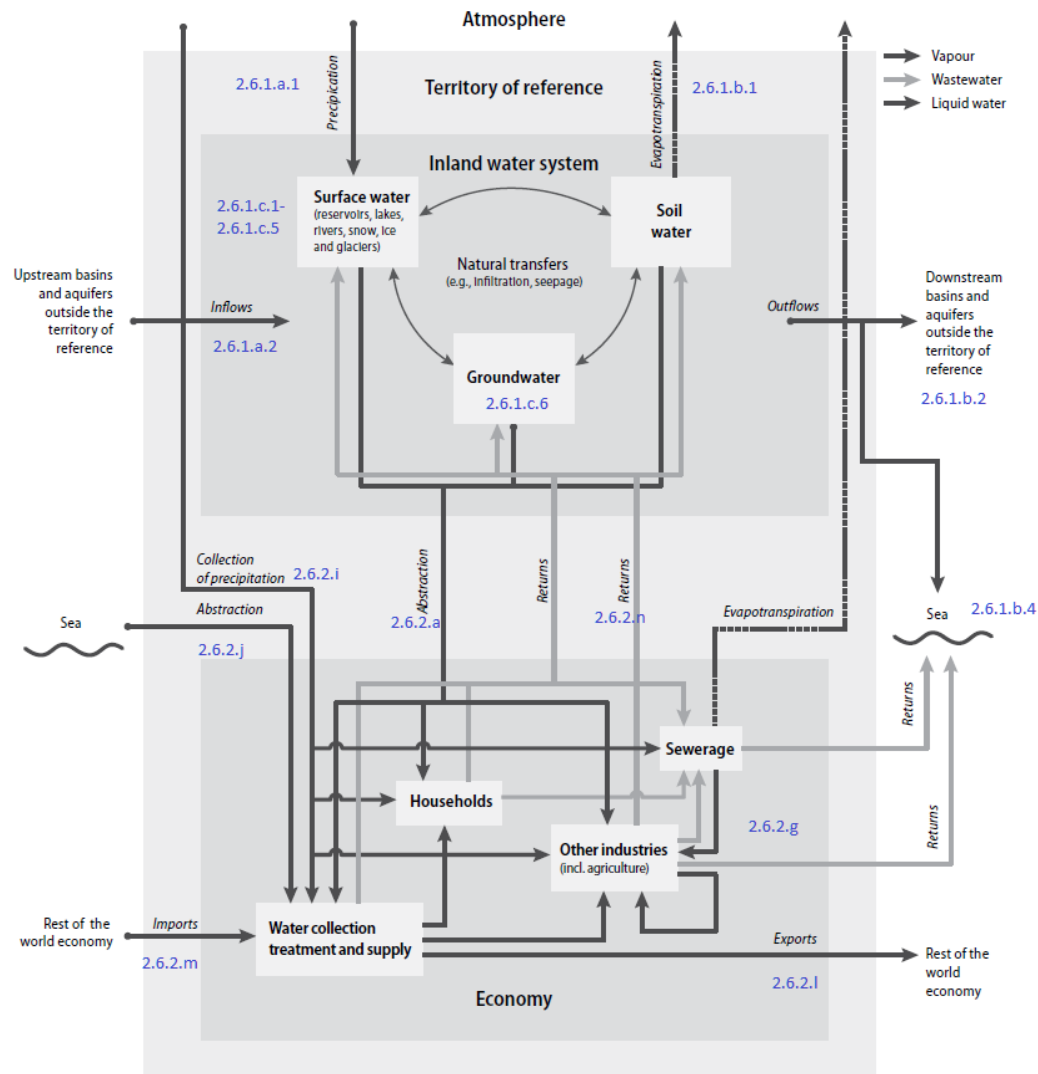 Atmosphere
Vapour
Wastewater
Liquid water
2.6.1.a.1
Precipication
Territory of reference
Evapotranspiration
2.6.1.b.1
Inland water system
2.6.1.c.1-
2.6.1.c.5
Surface water
(reservoirs, lakes,
rivers, snow, ice
and glaciers)
Soil
water
Natural transfers
(e.g., infiltration, seepage)
Upstream basins
and aquifers
outside the
territory of
reference
Inflows
2.6.1.a.2
Outflows
Downstream
basins and
aquifers
outside the
territory of
reference
2.6.1.b.2
Groundwater
2.6.1.c.6
Collection
of precipitation
2.6.2.i
Abstraction
2.6.2.a
Returns
Returns
2.6.2.n
Evapotranspiration
Sea
Abstraction
2.6.2.j
Sea
2.6.1.b.4
Returns
Sewerage
Households
2.6.2.g
Returns
Other industries
(incl. agriculture)
Rest of the
world economy
Imports
2.6.2.m
Water collection
treatment and supply
Exports
2.6.2.l
Rest of the
world
economy
Economy